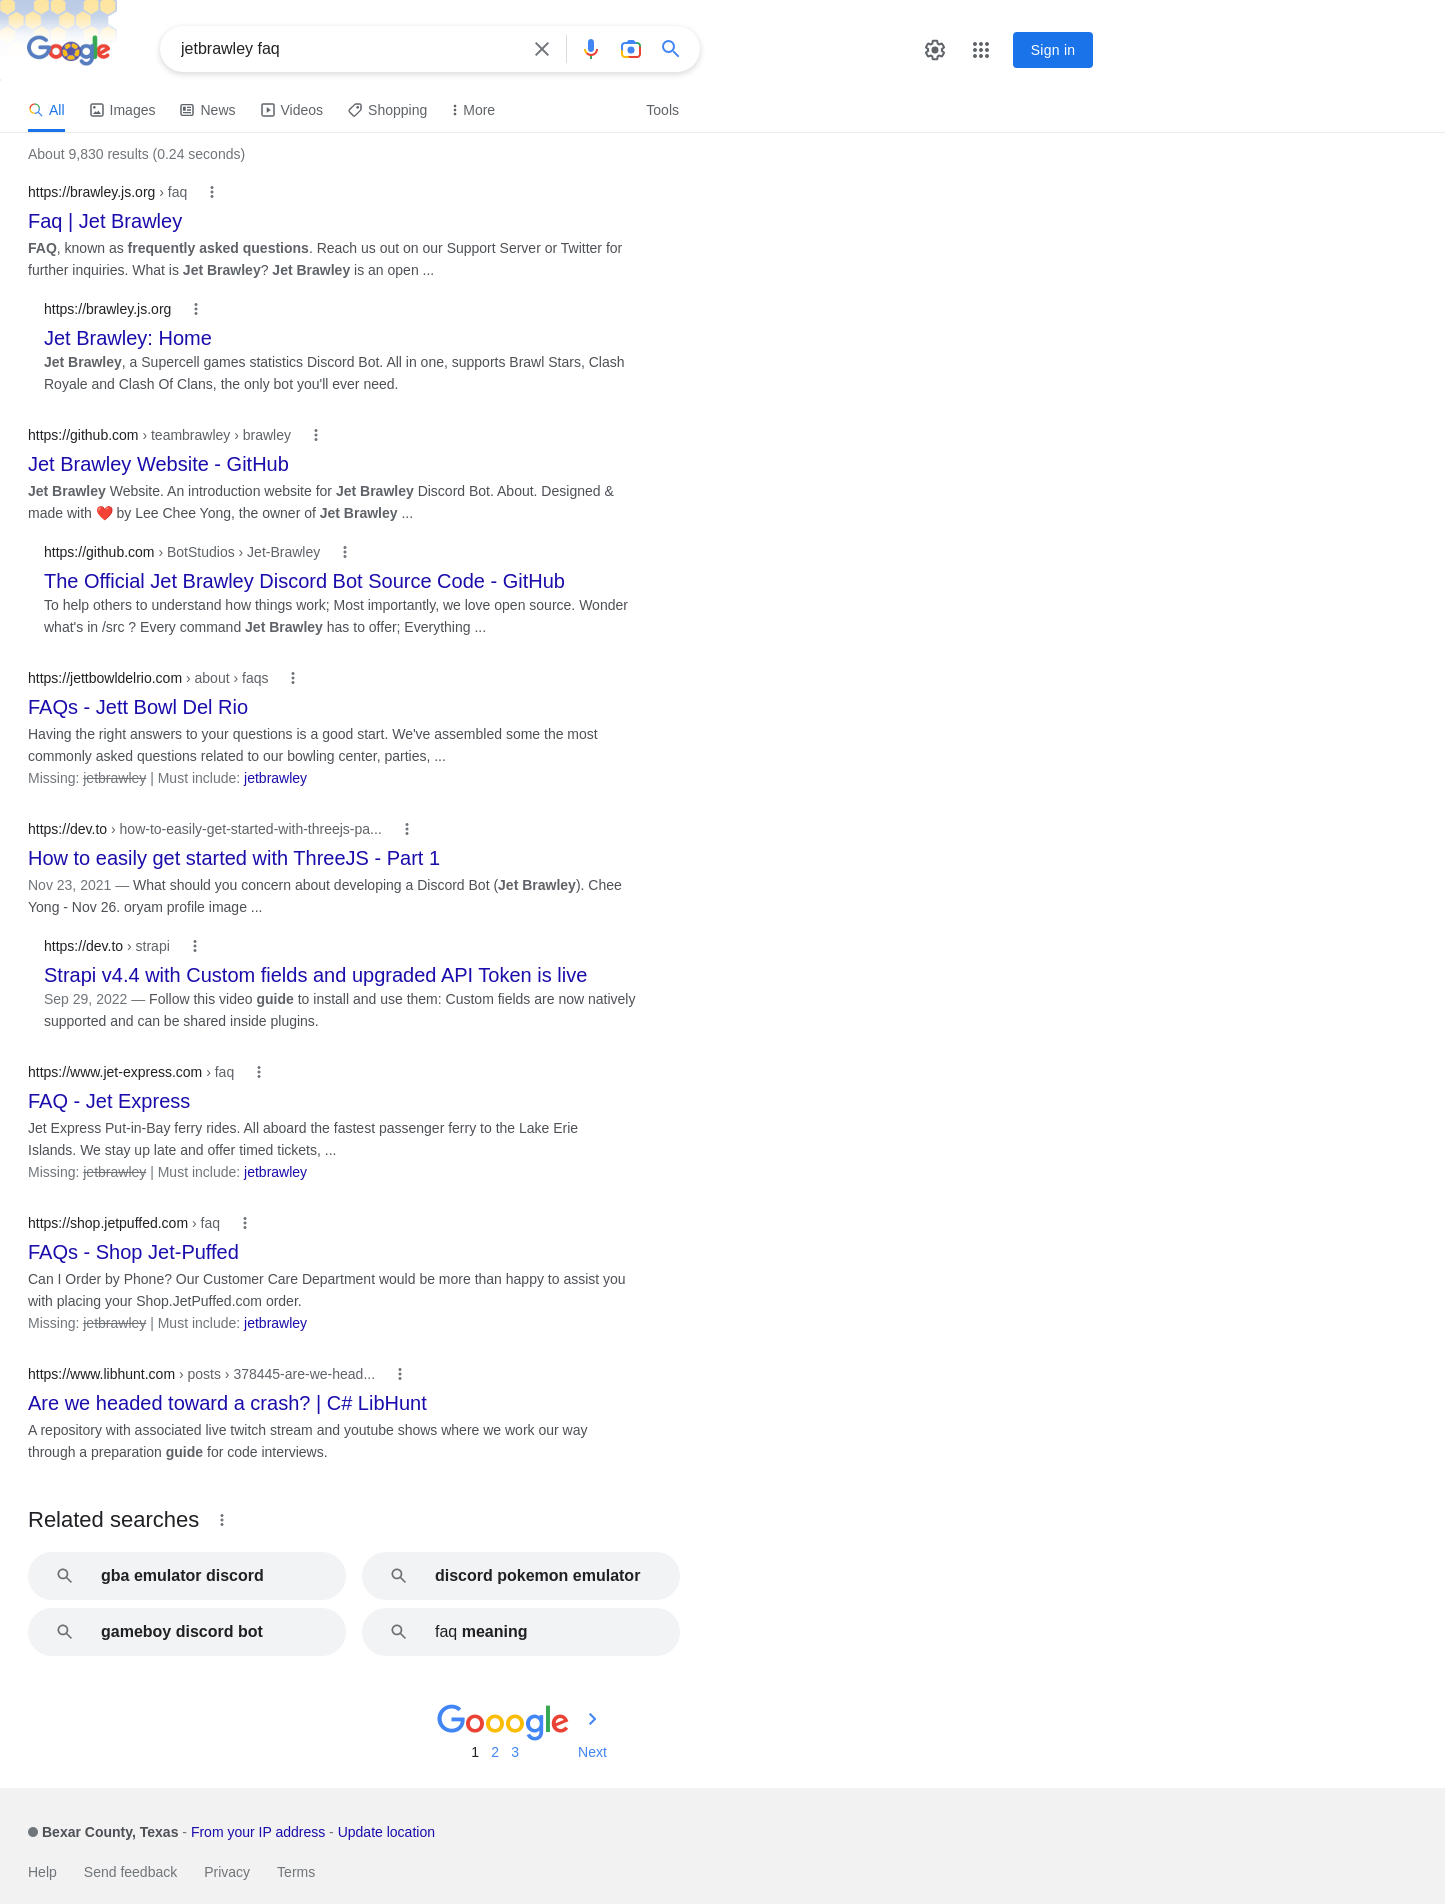 Google
jetbrawley faq
Sign in
All Images News Videos Shopping More Tools
About 9,830 results (0.24 seconds)
https://brawley.js.org › faq
Faq | Jet Brawley
FAQ, known as frequently asked questions. Reach us out on our Support Server or Twitter for
further inquiries. What is Jet Brawley? Jet Brawley is an open ...
https://brawley.js.org
Jet Brawley: Home
Jet Brawley, a Supercell games statistics Discord Bot. All in one, supports Brawl Stars, Clash
Royale and Clash Of Clans, the only bot you'll ever need.
https://github.com › teambrawley › brawley
Jet Brawley Website - GitHub
Jet Brawley Website. An introduction website for Jet Brawley Discord Bot. About. Designed &
made with ❤️ by Lee Chee Yong, the owner of Jet Brawley ...
https://github.com › BotStudios › Jet-Brawley
The Official Jet Brawley Discord Bot Source Code - GitHub
To help others to understand how things work; Most importantly, we love open source. Wonder
what's in /src ? Every command Jet Brawley has to offer; Everything ...
https://jettbowldelrio.com › about › faqs
FAQs - Jett Bowl Del Rio
Having the right answers to your questions is a good start. We've assembled some the most
commonly asked questions related to our bowling center, parties, ...
Missing: jetbrawley | Must include: jetbrawley
https://dev.to › how-to-easily-get-started-with-threejs-pa...
How to easily get started with ThreeJS - Part 1
Nov 23, 2021 — What should you concern about developing a Discord Bot (Jet Brawley). Chee
Yong - Nov 26. oryam profile image ...
https://dev.to › strapi
Strapi v4.4 with Custom fields and upgraded API Token is live
Sep 29, 2022 — Follow this video guide to install and use them: Custom fields are now natively
supported and can be shared inside plugins.
https://www.jet-express.com › faq
FAQ - Jet Express
Jet Express Put-in-Bay ferry rides. All aboard the fastest passenger ferry to the Lake Erie
Islands. We stay up late and offer timed tickets, ...
Missing: jetbrawley | Must include: jetbrawley
https://shop.jetpuffed.com › faq
FAQs - Shop Jet-Puffed
Can I Order by Phone? Our Customer Care Department would be more than happy to assist you
with placing your Shop.JetPuffed.com order.
Missing: jetbrawley | Must include: jetbrawley
https://www.libhunt.com › posts › 378445-are-we-head...
Are we headed toward a crash? | C# LibHunt
A repository with associated live twitch stream and youtube shows where we work our way
through a preparation guide for code interviews.
Related searches
gba emulator discord
discord pokemon emulator
gameboy discord bot
faq meaning
Gooogle
1 2 3 Next
Bexar County, Texas - From your IP address - Update location
Help Send feedback Privacy Terms